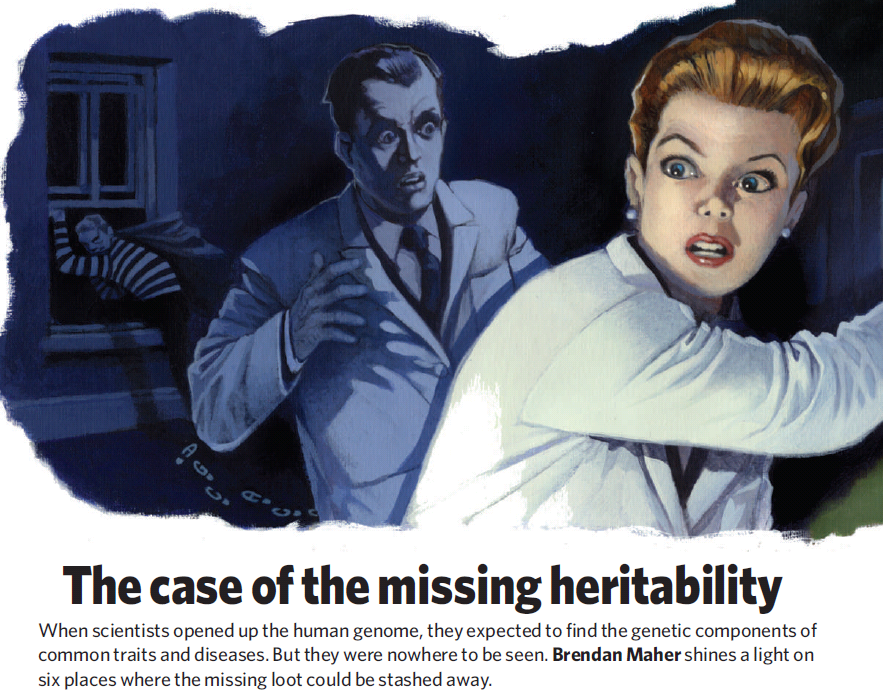 The case of the missing heritability
When scientists opened up the human genome, they expected to find the genetic components of
common traits and diseases. But they were nowhere to be seen. Brendan Maher shines a light on
six places where the missing loot could be stashed away.